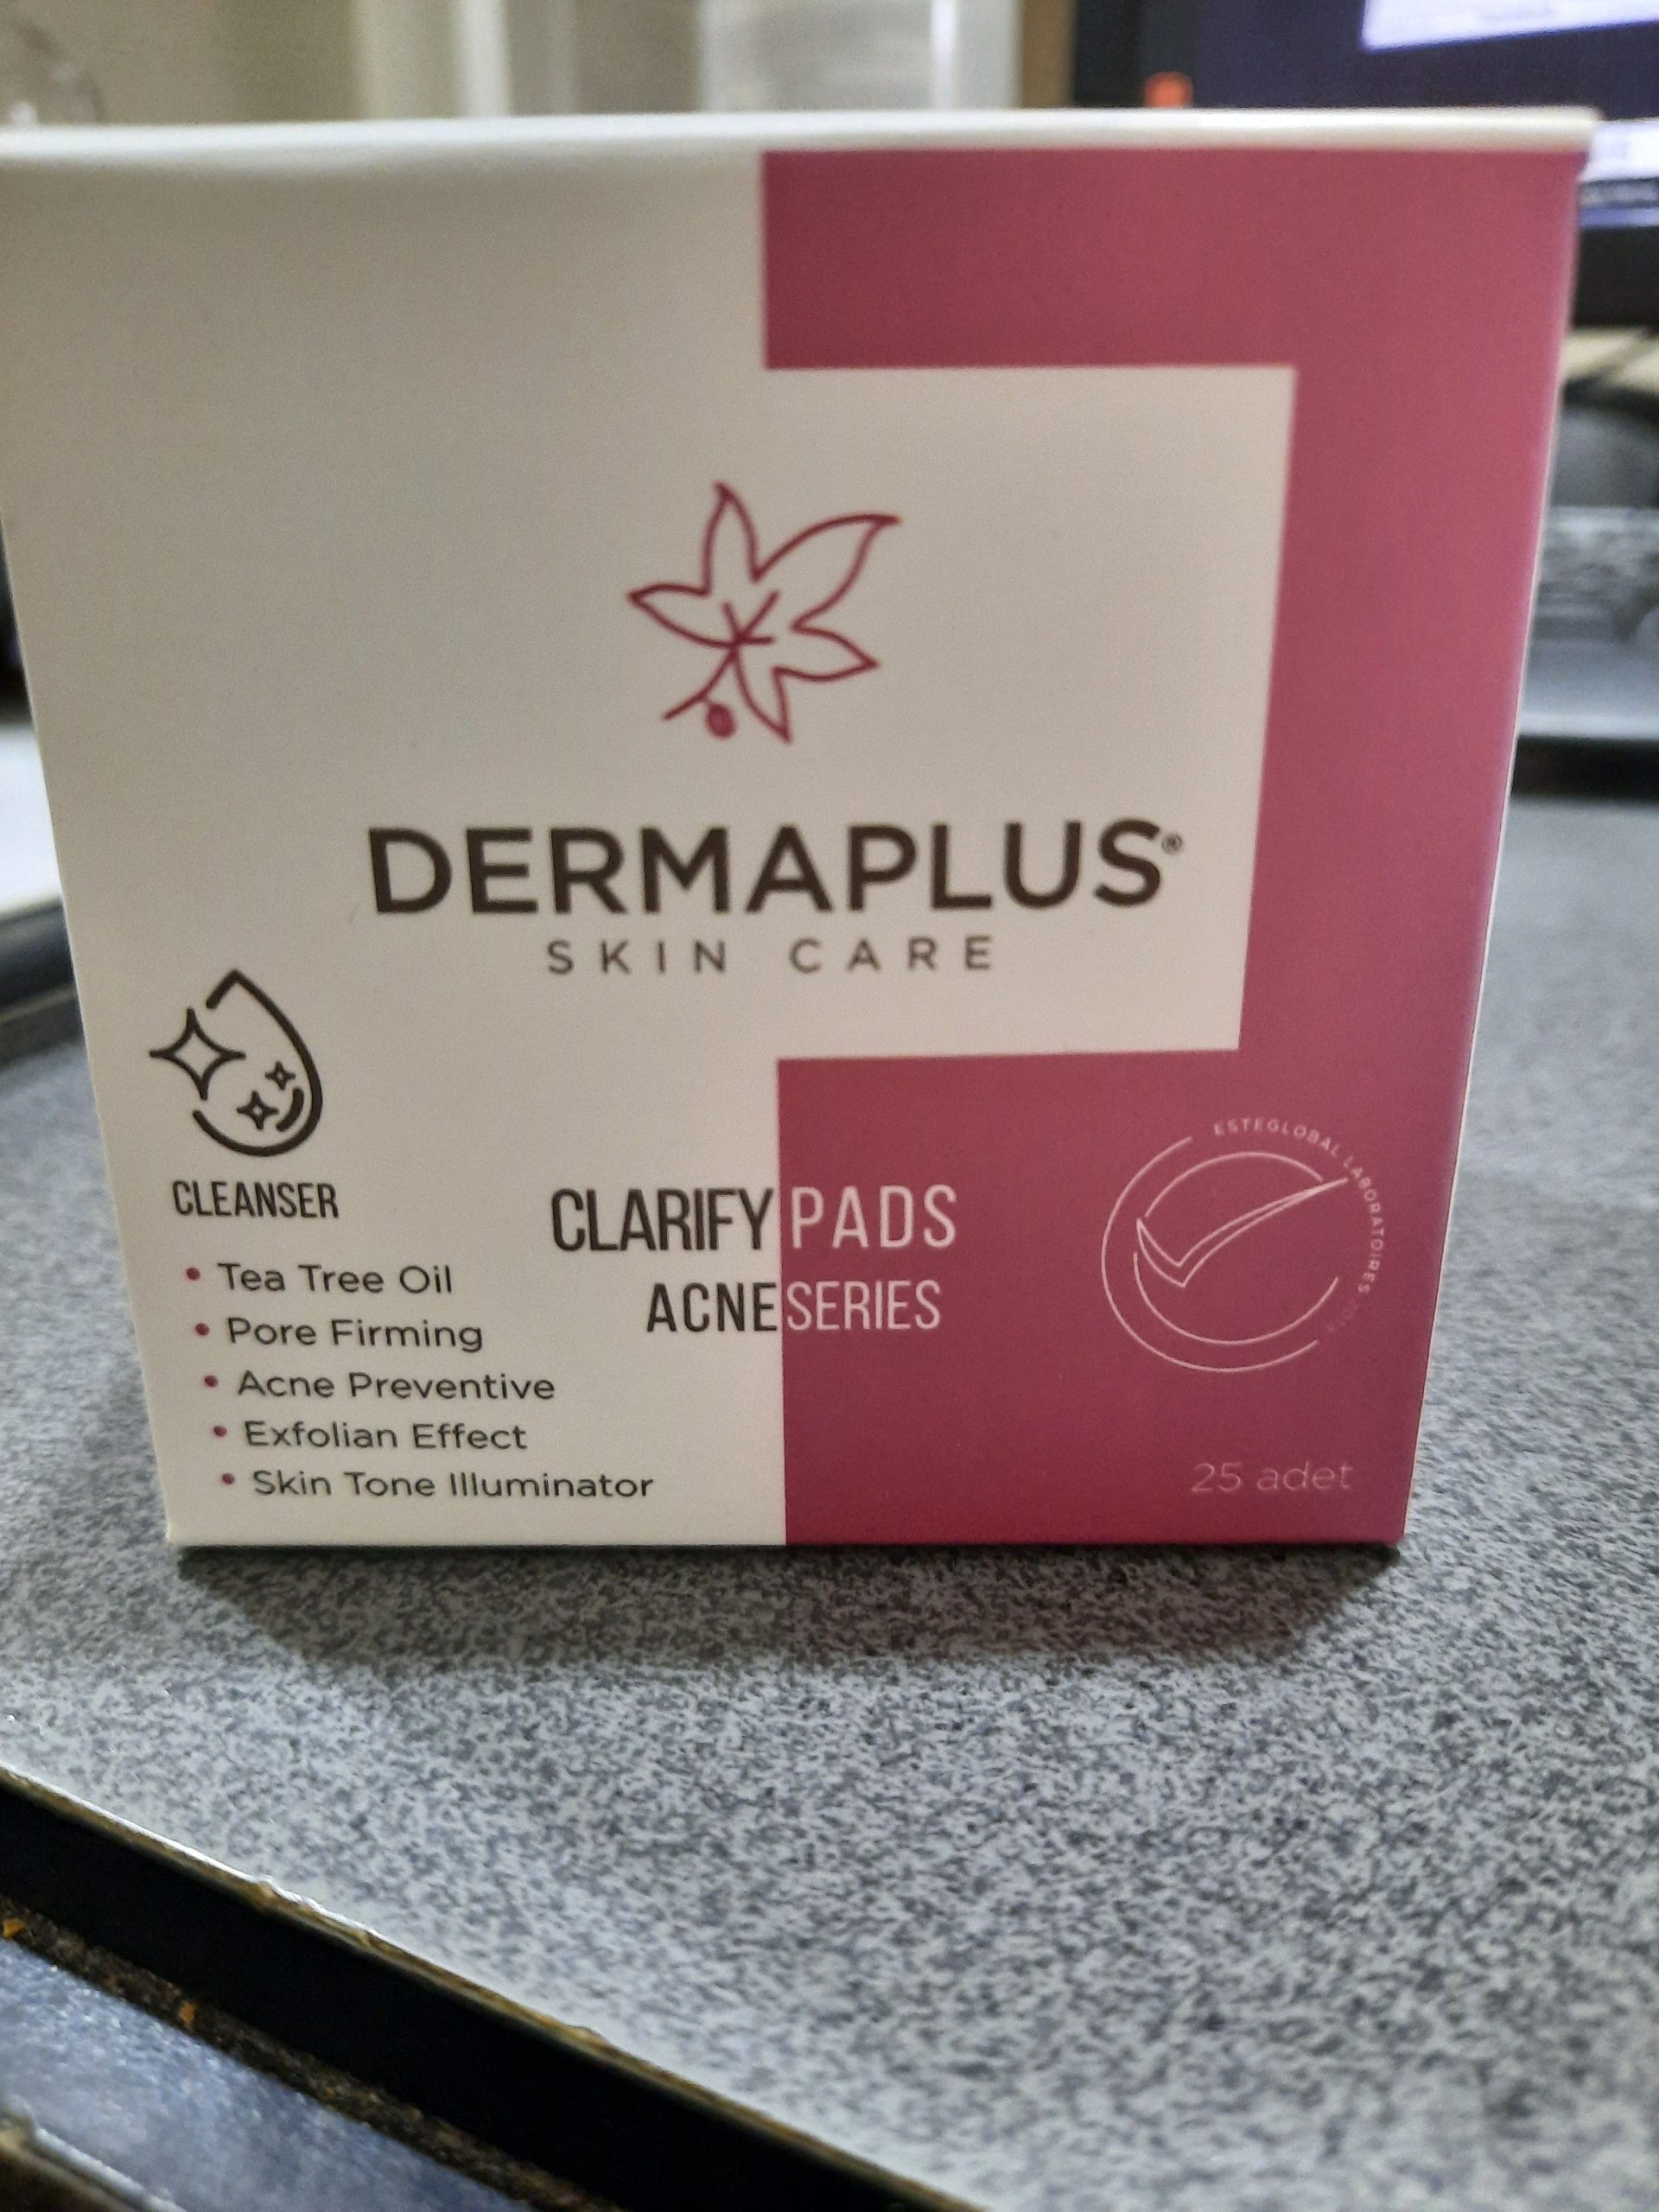 DERMAPLUS®
SKIN CARE
CLEANSER
• Tea Tree Oil
• Pore Firming
• Acne Preventive
• Exfolian Effect
• Skin Tone Illuminator
CLARIFY PADS
ACNE SERIES
ESTEGLOBAL LABORATOIRES
25 adet